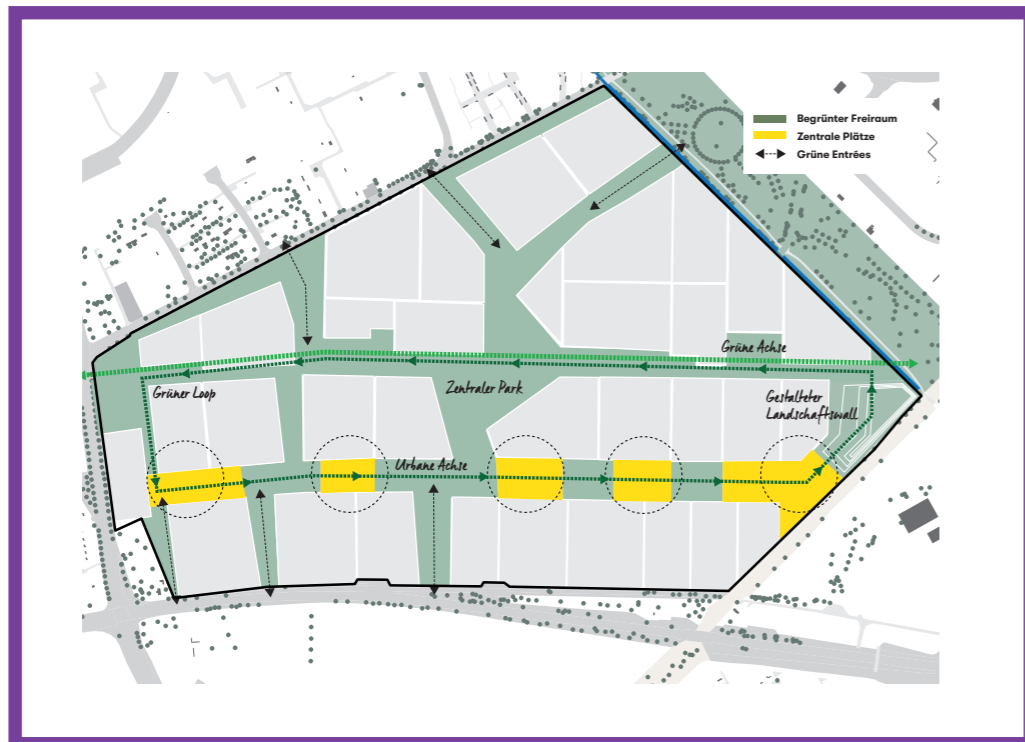 Begrünter Freiraum
Zentrale Plätze
Grüne Entrées
Grüne Achse
Grüner Loop
Zentraler Park
Gestalteter
Landschaftswall
Urbane Achse